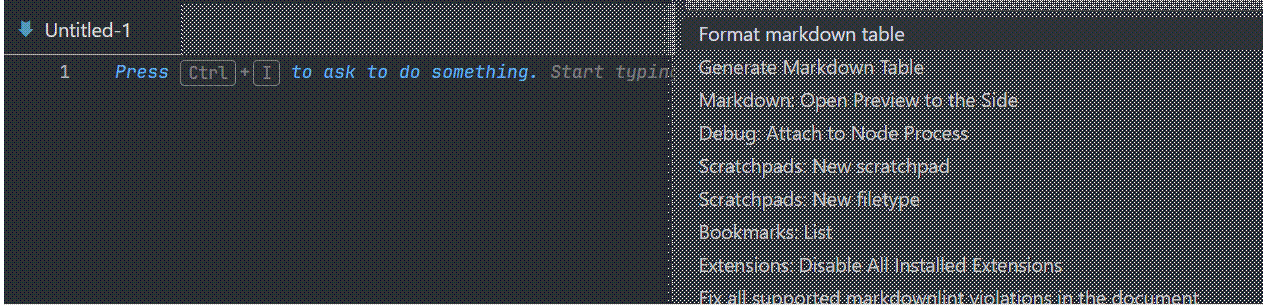 Untitled-1
1 Press Ctrl+I to ask to do something. Start typing
Format markdown table
Generate Markdown Table
Markdown: Open Preview to the Side
Debug: Attach to Node Process
Scratchpads: New scratchpad
Scratchpads: New filetype
Bookmarks: List
Extensions: Disable All Installed Extensions
Fix all supported markdownlint violations in the document